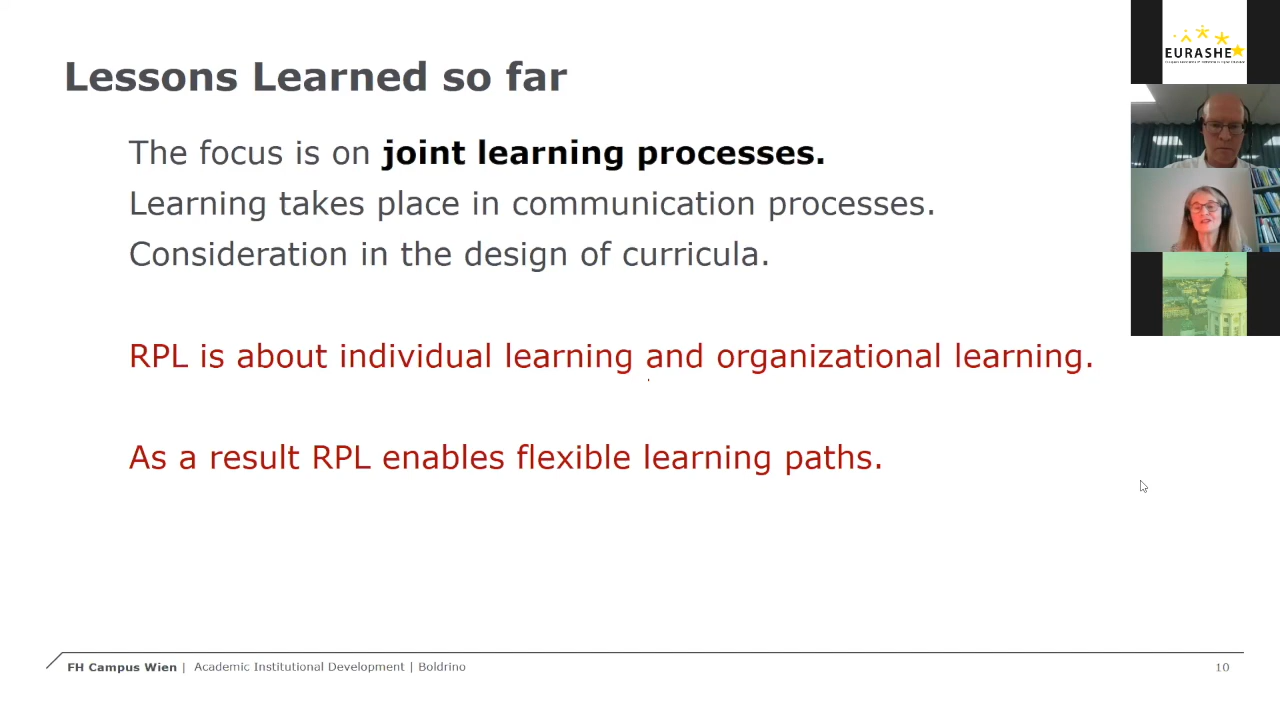 Lessons Learned so far
The focus is on joint learning processes.
Learning takes place in communication processes.
Consideration in the design of curricula.
RPL is about individual learning and organizational learning.
As a result RPL enables flexible learning paths.
FH Campus Wien | Academic Institutional Development | Boldrino
10
EURASHE